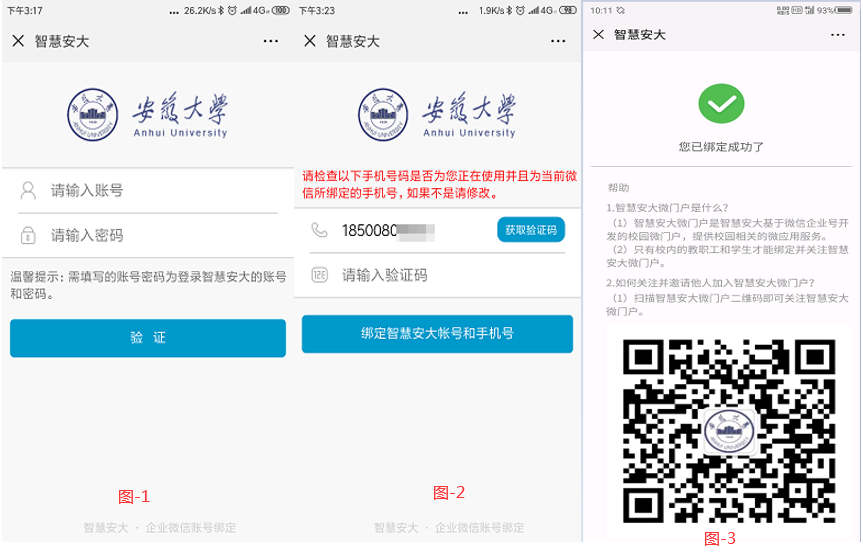 下午3:17
... 26.2K/s 4G 100
智慧安大
安徽大学
Anhui University
请输入账号
请输入密码
温馨提示：需填写的账号密码为登录智慧安大的账号
和密码。
验 证
图-1
智慧安大 · 企业微信账号绑定
下午3:23
... 1.9K/s 4G 98
智慧安大
安徽大学
Anhui University
请检查以下手机号码是否为您正在使用并且为当前微
信所绑定的手机号，如果不是请修改。
1850080
获取验证码
请输入验证码
绑定智慧安大帐号和手机号
图-2
智慧安大 · 企业微信账号绑定
10:11
93%
智慧安大
您已绑定成功了
帮助
1.智慧安大微门户是什么？
（1）智慧安大微门户是智慧安大基于微信企业号开
发的校园微门户，提供校园相关的微应用服务。
（2）只有校内的教职工和学生才能绑定并关注智慧
安大微门户。
2.如何关注并邀请他人加入智慧安大微门户？
（1）扫描智慧安大微门户二维码即可关注智慧安大
微门户。
图-3